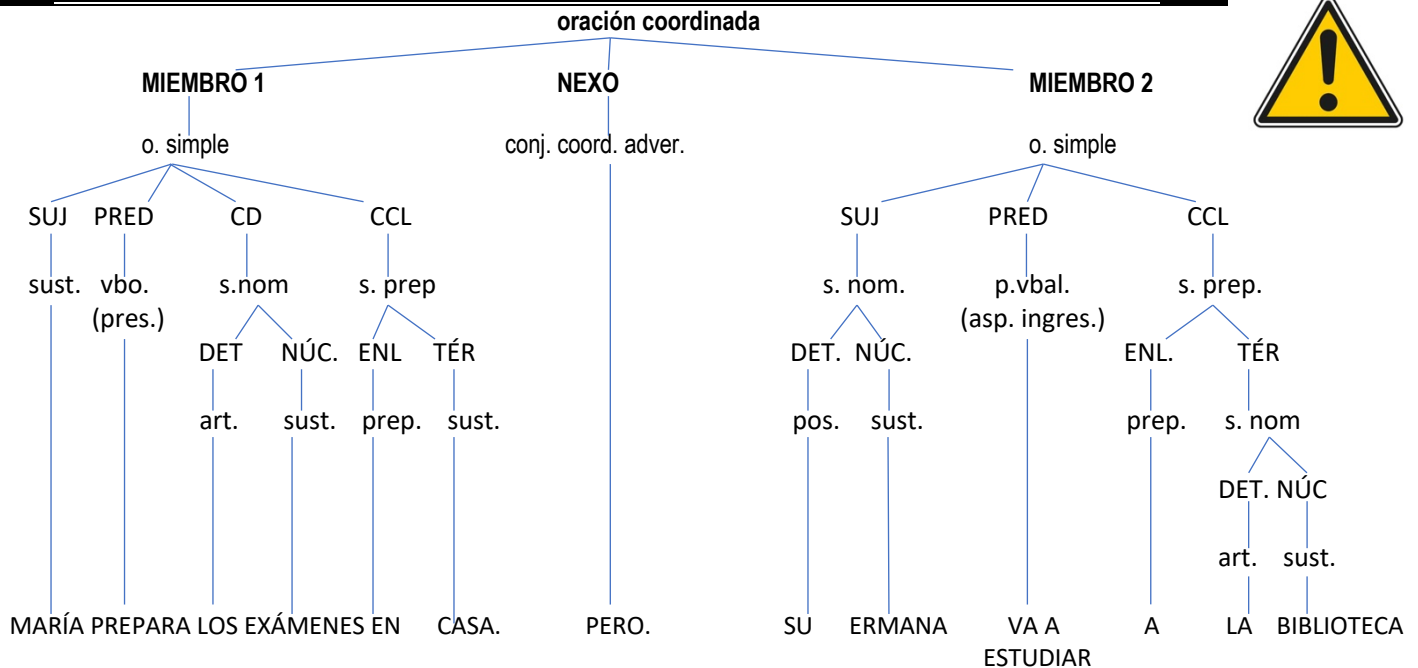 oración coordinada
MIEMBRO 1 NEXO MIEMBRO 2
o. simple conj. coord. adver. o. simple
SUJ PRED CD CCL SUJ PRED CCL
sust. vbo. s.nom s. prep s. nom. p.vbal. s. prep.
(pres.) (asp. ingres.)
DET NÚC. ENL TÉR DET. NÚC. ENL. TÉR
art. sust. prep. sust. pos. sust. prep. s. nom
DET. NÚC
art. sust.
MARÍA PREPARA LOS EXÁMENES EN CASA. PERO. SU ERMANA VA A A LA BIBLIOTECA
ESTUDIAR